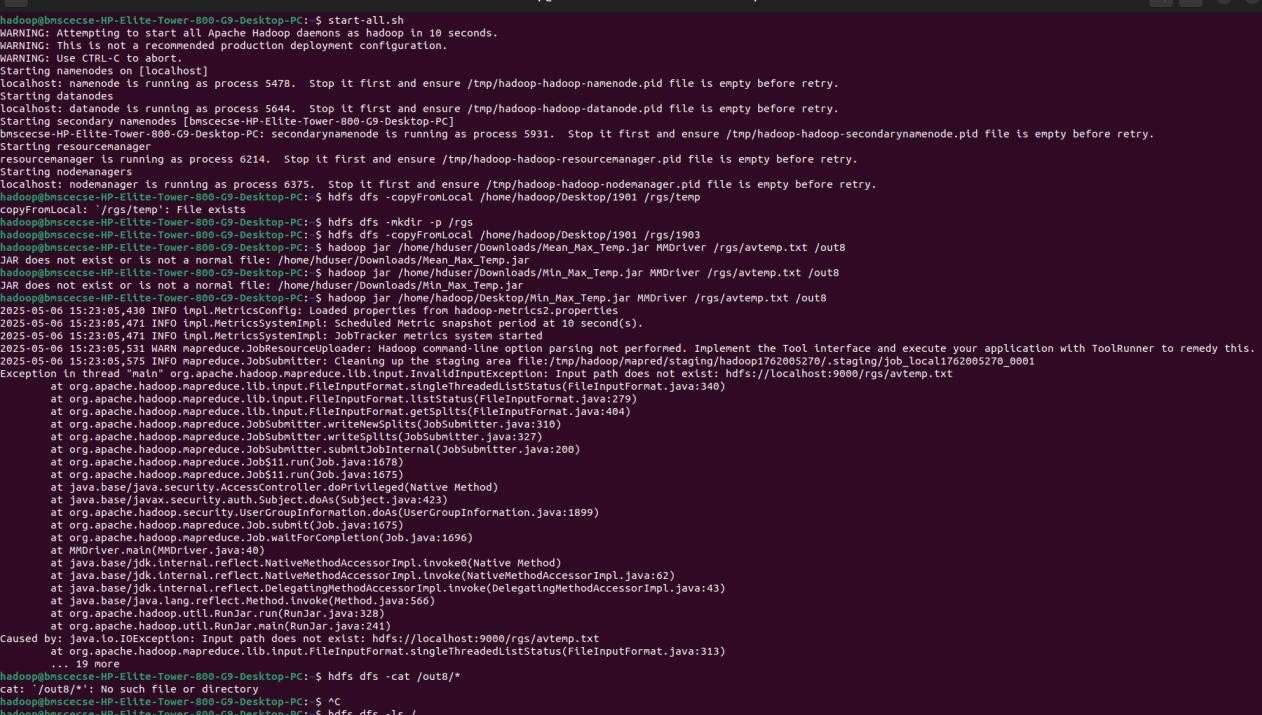 hadoop@bmscecse-HP-Elite-Tower-800-G9-Desktop-PC:~$ start-all.sh
WARNING: Attempting to start all Apache Hadoop daemons as hadoop in 10 seconds.
WARNING: This is not a recommended production deployment configuration.
WARNING: Use CTRL-C to abort.
Starting namenodes on [localhost]
localhost: namenode is running as process 5478.  Stop it first and ensure /tmp/hadoop-hadoop-namenode.pid file is empty before retry.
Starting datanodes
localhost: datanode is running as process 5644.  Stop it first and ensure /tmp/hadoop-hadoop-datanode.pid file is empty before retry.
Starting secondary namenodes [bmscecse-HP-Elite-Tower-800-G9-Desktop-PC]
bmscecse-HP-Elite-Tower-800-G9-Desktop-PC: secondarynamenode is running as process 5931.  Stop it first and ensure /tmp/hadoop-hadoop-secondarynamenode.pid file is empty before retry.
Starting resourcemanager
resourcemanager is running as process 6214.  Stop it first and ensure /tmp/hadoop-hadoop-resourcemanager.pid file is empty before retry.
Starting nodemanagers
localhost: nodemanager is running as process 6375.  Stop it first and ensure /tmp/hadoop-hadoop-nodemanager.pid file is empty before retry.
hadoop@bmscecse-HP-Elite-Tower-800-G9-Desktop-PC:~$ hdfs dfs -copyFromLocal /home/hadoop/Desktop/1901 /rgs/temp
copyFromLocal: `/rgs/temp': File exists
hadoop@bmscecse-HP-Elite-Tower-800-G9-Desktop-PC:~$ hdfs dfs -mkdir -p /rgs
hadoop@bmscecse-HP-Elite-Tower-800-G9-Desktop-PC:~$ hdfs dfs -copyFromLocal /home/hadoop/Desktop/1901 /rgs/1903
hadoop@bmscecse-HP-Elite-Tower-800-G9-Desktop-PC:~$ hadoop jar /home/hduser/Downloads/Mean_Max_Temp.jar MMDriver /rgs/avtemp.txt /out8
JAR does not exist or is not a normal file: /home/hduser/Downloads/Mean_Max_Temp.jar
hadoop@bmscecse-HP-Elite-Tower-800-G9-Desktop-PC:~$ hadoop jar /home/hduser/Downloads/Min_Max_Temp.jar MMDriver /rgs/avtemp.txt /out8
JAR does not exist or is not a normal file: /home/hduser/Downloads/Min_Max_Temp.jar
hadoop@bmscecse-HP-Elite-Tower-800-G9-Desktop-PC:~$ hadoop jar /home/hadoop/Desktop/Min_Max_Temp.jar MMDriver /rgs/avtemp.txt /out8
2025-05-06 15:23:05,430 INFO impl.MetricsConfig: Loaded properties from hadoop-metrics2.properties
2025-05-06 15:23:05,471 INFO impl.MetricsSystemImpl: Scheduled Metric snapshot period at 10 second(s).
2025-05-06 15:23:05,471 INFO impl.MetricsSystemImpl: JobTracker metrics system started
2025-05-06 15:23:05,531 WARN mapreduce.JobResourceUploader: Hadoop command-line option parsing not performed. Implement the Tool interface and execute your application with ToolRunner to remedy this.
2025-05-06 15:23:05,575 INFO mapreduce.JobSubmitter: Cleaning up the staging area file:/tmp/hadoop/mapred/staging/hadoop1762005270/.staging/job_local1762005270_0001
Exception in thread "main" org.apache.hadoop.mapreduce.lib.input.InvalidInputException: Input path does not exist: hdfs://localhost:9000/rgs/avtemp.txt
at org.apache.hadoop.mapreduce.lib.input.FileInputFormat.singleThreadedListStatus(FileInputFormat.java:340)
at org.apache.hadoop.mapreduce.lib.input.FileInputFormat.listStatus(FileInputFormat.java:279)
at org.apache.hadoop.mapreduce.lib.input.FileInputFormat.getSplits(FileInputFormat.java:404)
at org.apache.hadoop.mapreduce.JobSubmitter.writeNewSplits(JobSubmitter.java:310)
at org.apache.hadoop.mapreduce.JobSubmitter.writeSplits(JobSubmitter.java:327)
at org.apache.hadoop.mapreduce.JobSubmitter.submitJobInternal(JobSubmitter.java:200)
at org.apache.hadoop.mapreduce.Job$11.run(Job.java:1678)
at org.apache.hadoop.mapreduce.Job$11.run(Job.java:1675)
at java.base/java.security.AccessController.doPrivileged(Native Method)
at java.base/javax.security.auth.Subject.doAs(Subject.java:423)
at org.apache.hadoop.security.UserGroupInformation.doAs(UserGroupInformation.java:1899)
at org.apache.hadoop.mapreduce.Job.submit(Job.java:1675)
at org.apache.hadoop.mapreduce.Job.waitForCompletion(Job.java:1696)
at MMDriver.main(MMDriver.java:40)
at java.base/jdk.internal.reflect.NativeMethodAccessorImpl.invoke0(Native Method)
at java.base/jdk.internal.reflect.NativeMethodAccessorImpl.invoke(NativeMethodAccessorImpl.java:62)
at java.base/jdk.internal.reflect.DelegatingMethodAccessorImpl.invoke(DelegatingMethodAccessorImpl.java:43)
at java.base/java.lang.reflect.Method.invoke(Method.java:566)
at org.apache.hadoop.util.RunJar.run(RunJar.java:328)
at org.apache.hadoop.util.RunJar.main(RunJar.java:241)
Caused by: java.io.IOException: Input path does not exist: hdfs://localhost:9000/rgs/avtemp.txt
at org.apache.hadoop.mapreduce.lib.input.FileInputFormat.singleThreadedListStatus(FileInputFormat.java:313)
... 19 more
hadoop@bmscecse-HP-Elite-Tower-800-G9-Desktop-PC:~$ hdfs dfs -cat /out8/*
cat: `/out8/*': No such file or directory
hadoop@bmscecse-HP-Elite-Tower-800-G9-Desktop-PC:~$ ^C
hadoop@bmscecse-HP-Elite-Tower-800-G9-Desktop-PC:~$ hdfs dfs -ls /